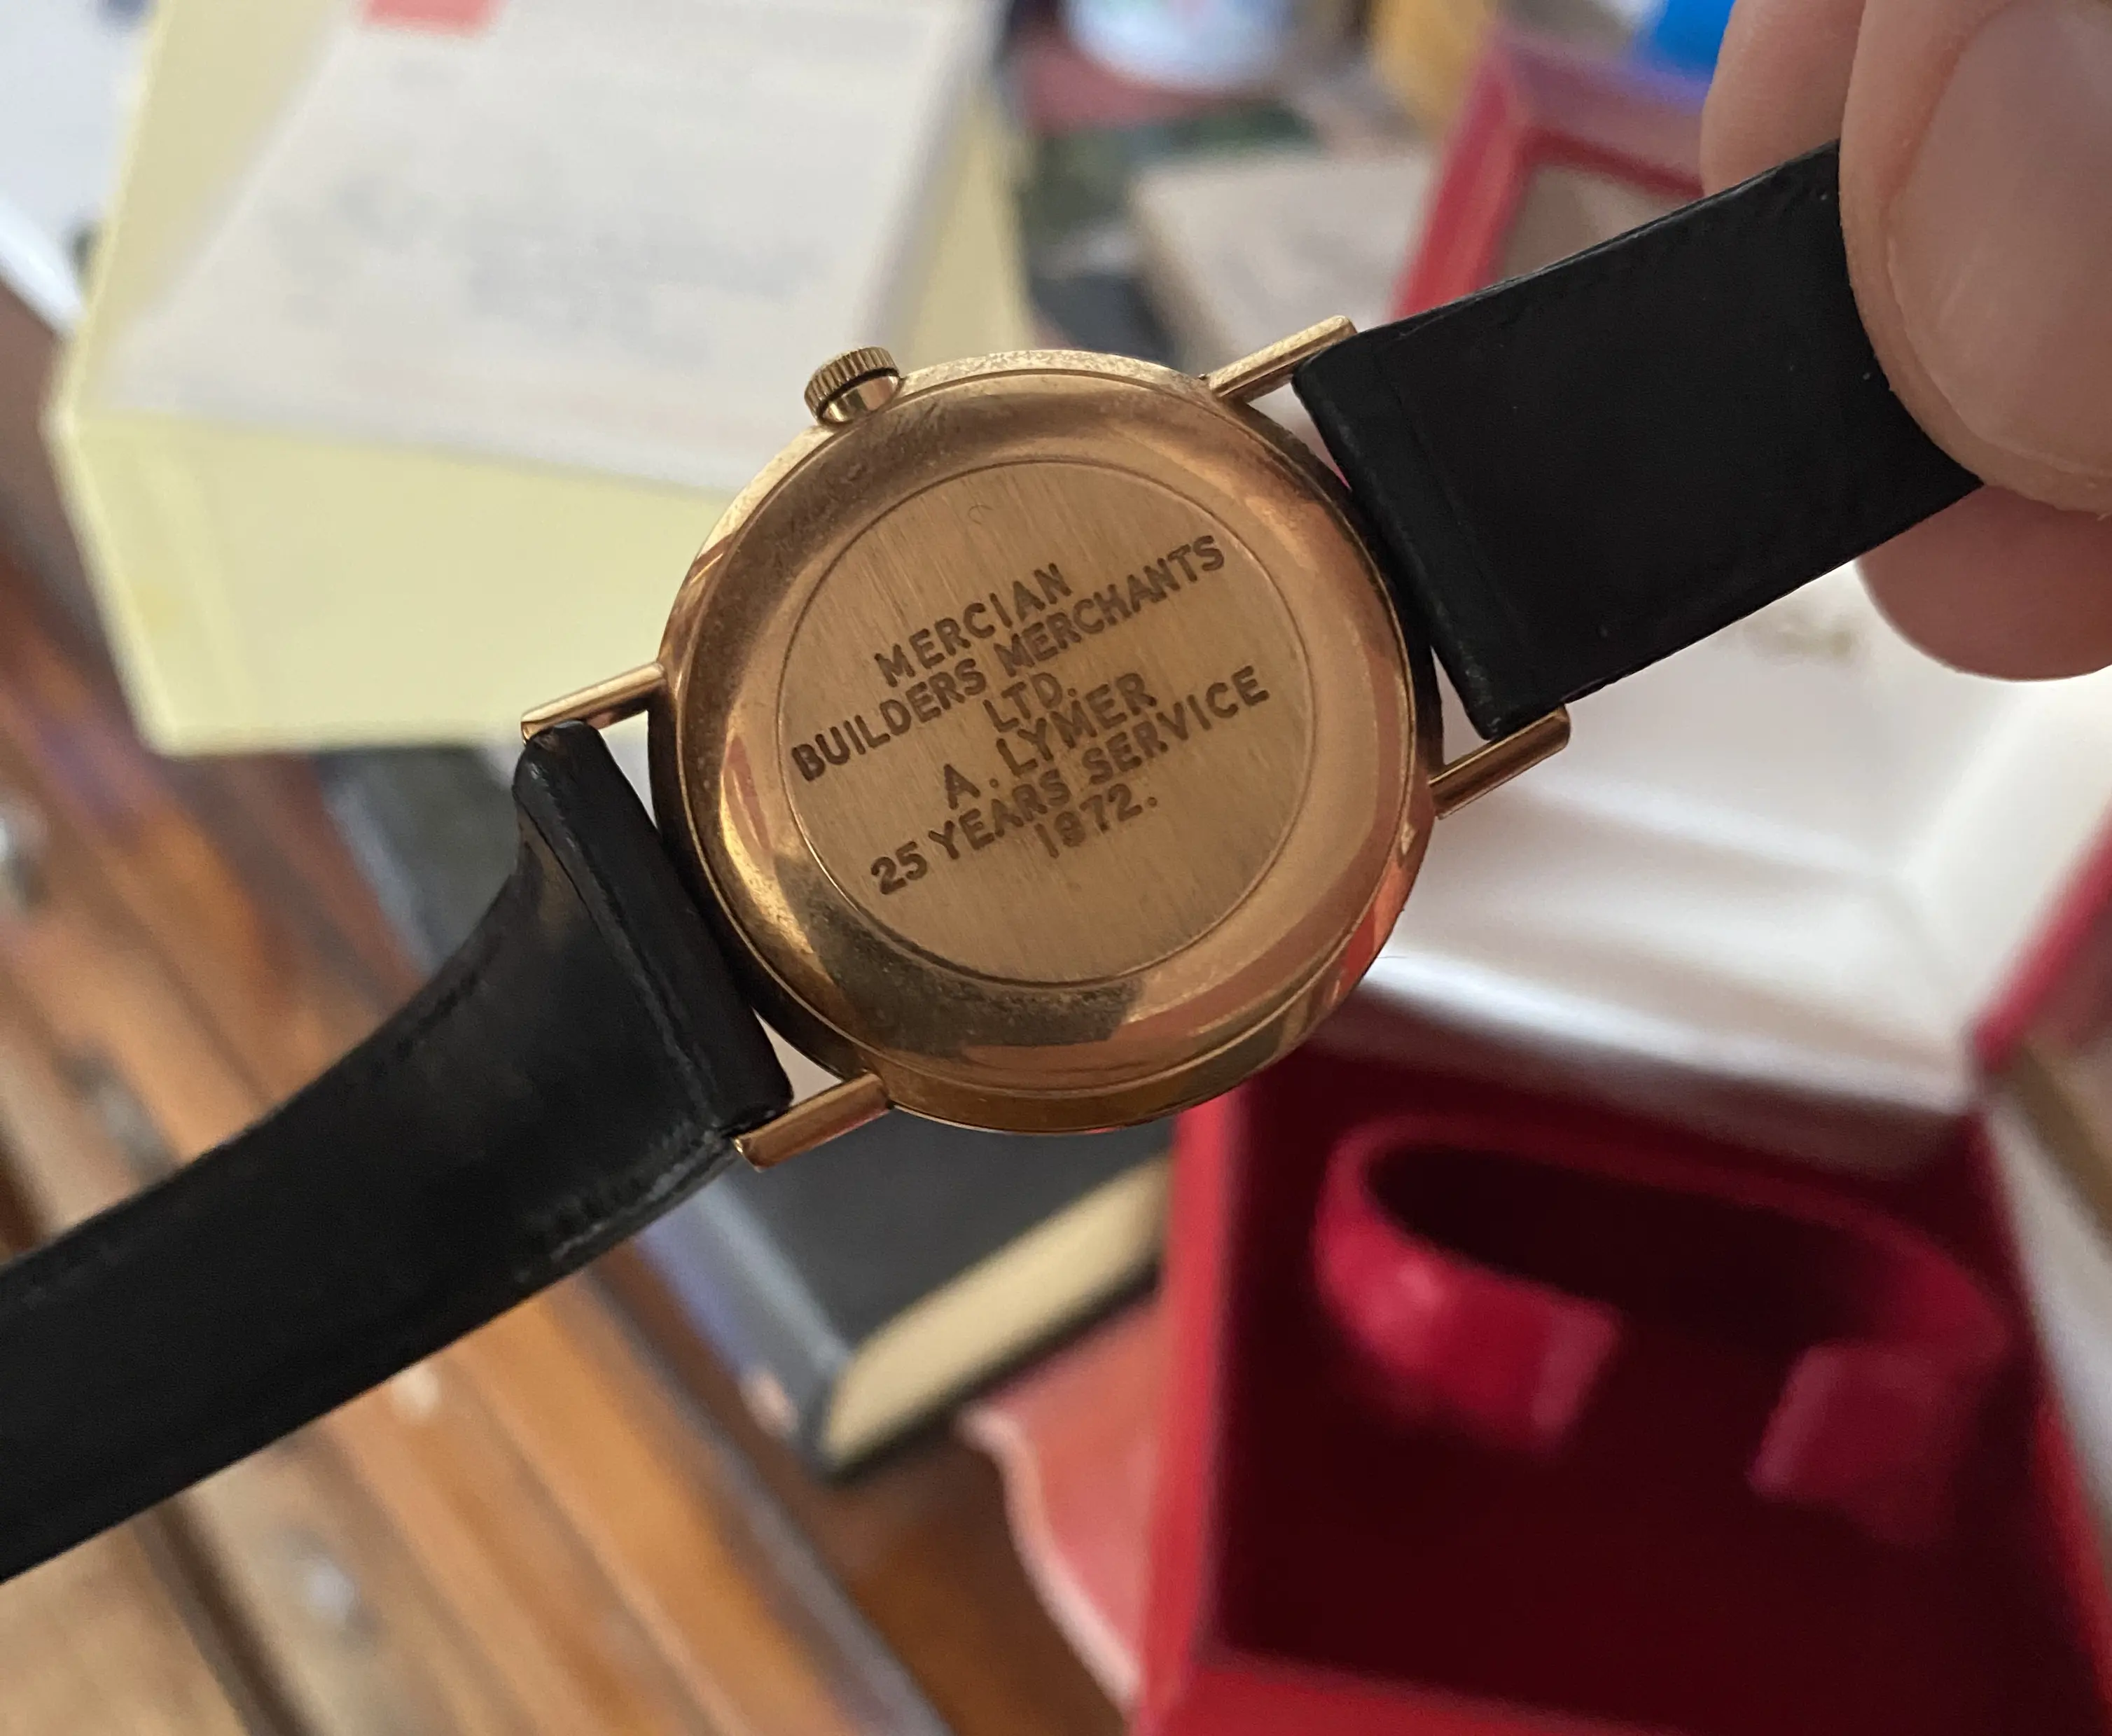 MERCIAN
BUILDERS MERCHANTS
LTD.
A. LYMER
25 YEARS SERVICE
1972.